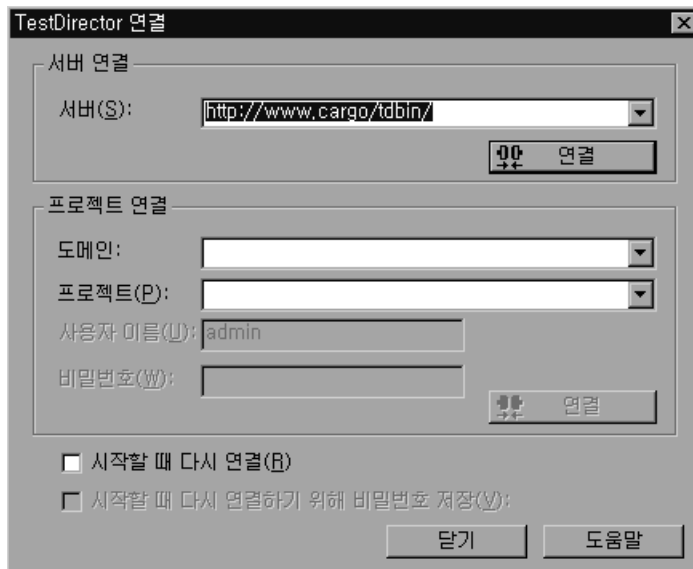 TestDirector 연결
서버 연결
서버(S): http://www.cargo/tdbin/
연결
프로젝트 연결
도메인:
프로젝트(P):
사용자 이름(U): admin
비밀번호(W):
연결
시작할 때 다시 연결(R)
시작할 때 다시 연결하기 위해 비밀번호 저장(V):
닫기 도움말